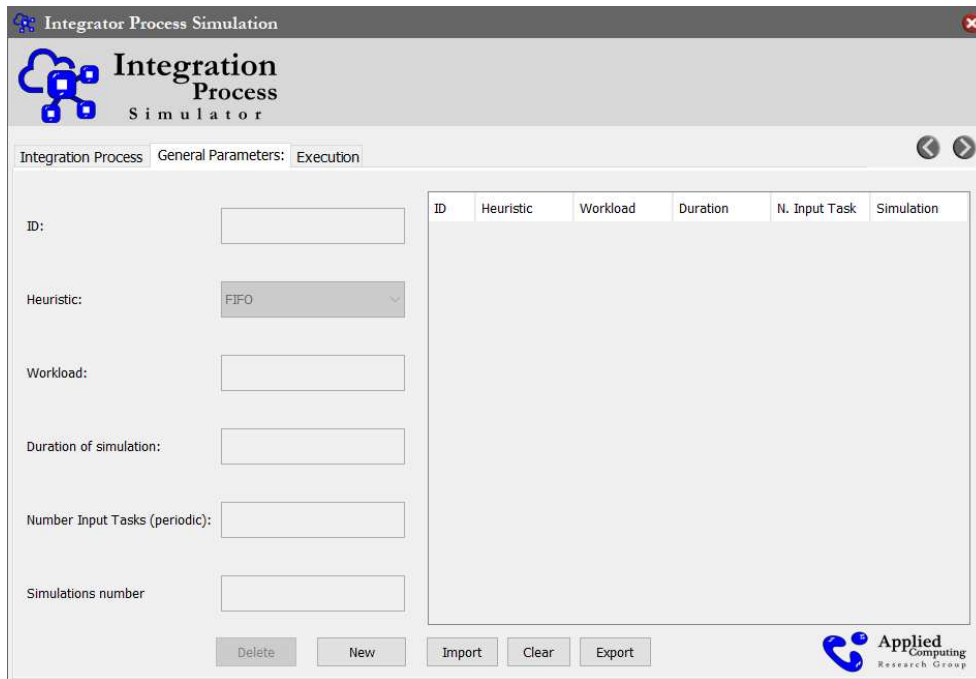 Integrator Process Simulation
Integration
Process
Simulator
Integration Process General Parameters: Execution
ID Heuristic Workload Duration N. Input Task Simulation
ID:
Heuristic: FIFO
Workload:
Duration of simulation:
Number Input Tasks (periodic):
Simulations number
Delete New Import Clear Export
Applied
Computing
Research Group